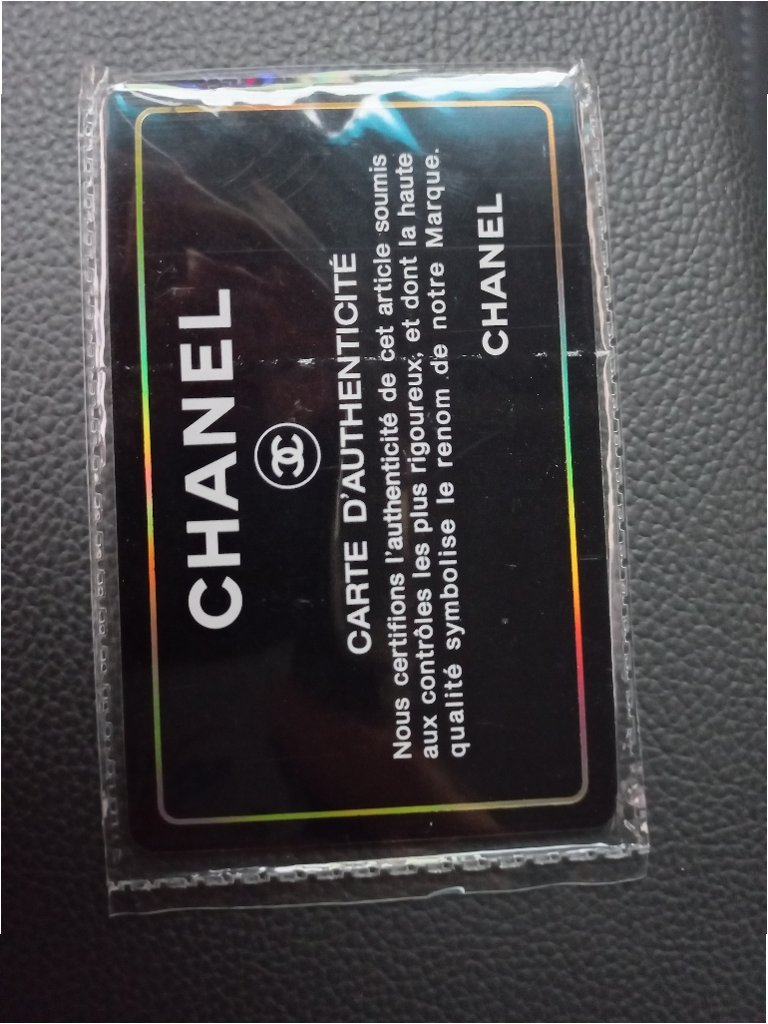 CHANEL
CARTE D'AUTHENTICITÉ
Nous certifions l'authenticité de cet article soumis
aux contrôles les plus rigoureux, et dont la haute
qualité symbolise le renom de notre Marque.
CHANEL